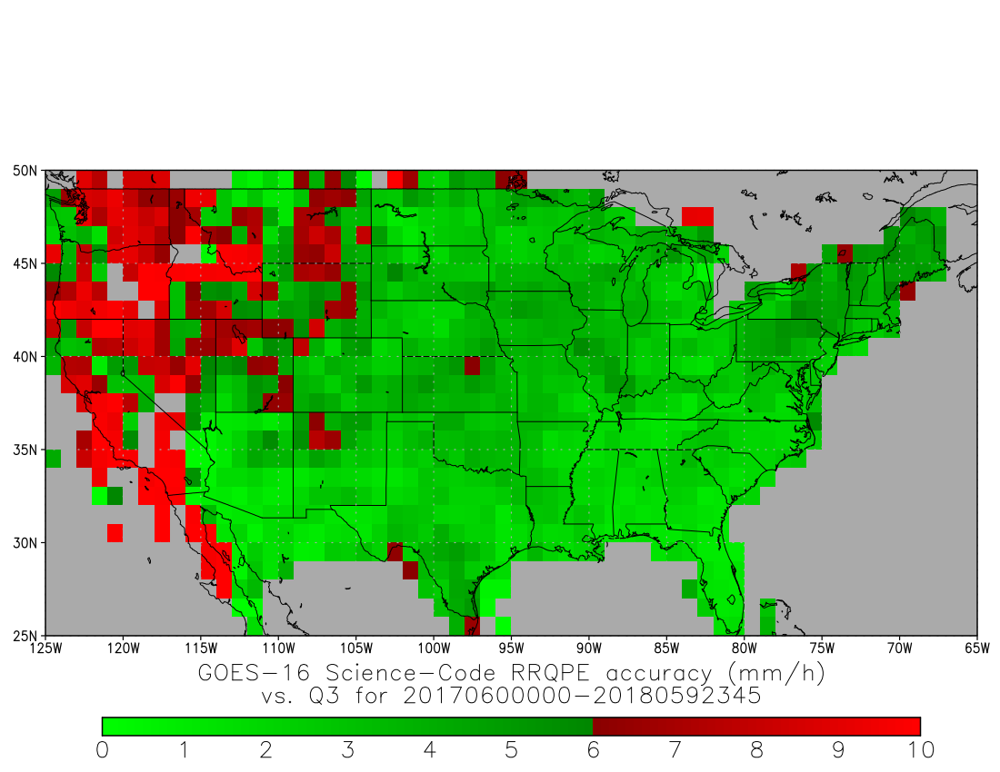 50N
45N
40N
35N
30N
25N
125W 120W 115W 110W 105W 100W 95W 90W 85W 80W 75W 70W 65W
GOES-16 Science-Code RRQPE accuracy (mm/h)
vs. Q3 for 20170600000-20180592345
0 1 2 3 4 5 6 7 8 9 10